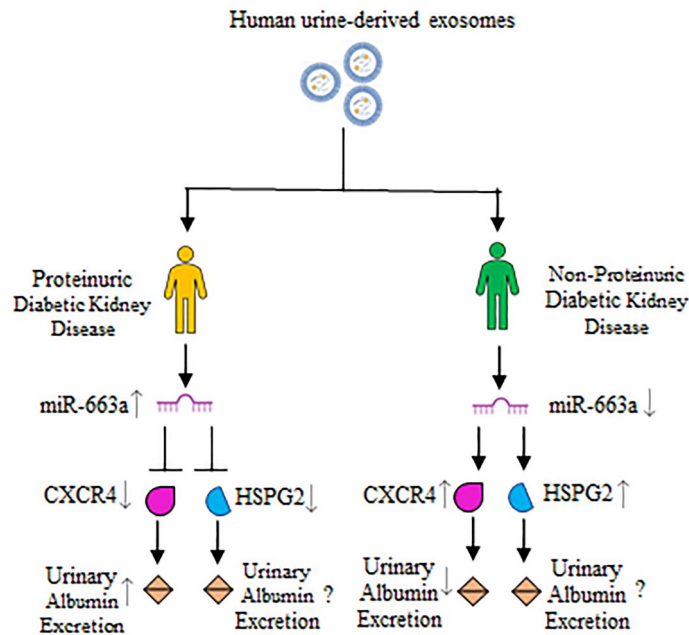 Human urine-derived exosomes
Proteinuric
Diabetic Kidney
Disease
Non-Proteinuric
Diabetic Kidney
Disease
miR-663a↑
miR-663a↓
CXCR4↓
HSPG2↓
CXCR4↑
HSPG2↑
Urinary
Albumin ↑
Excretion
Urinary
Albumin ?
Excretion
Urinary
Albumin ↓
Excretion
Urinary
Albumin ?
Excretion